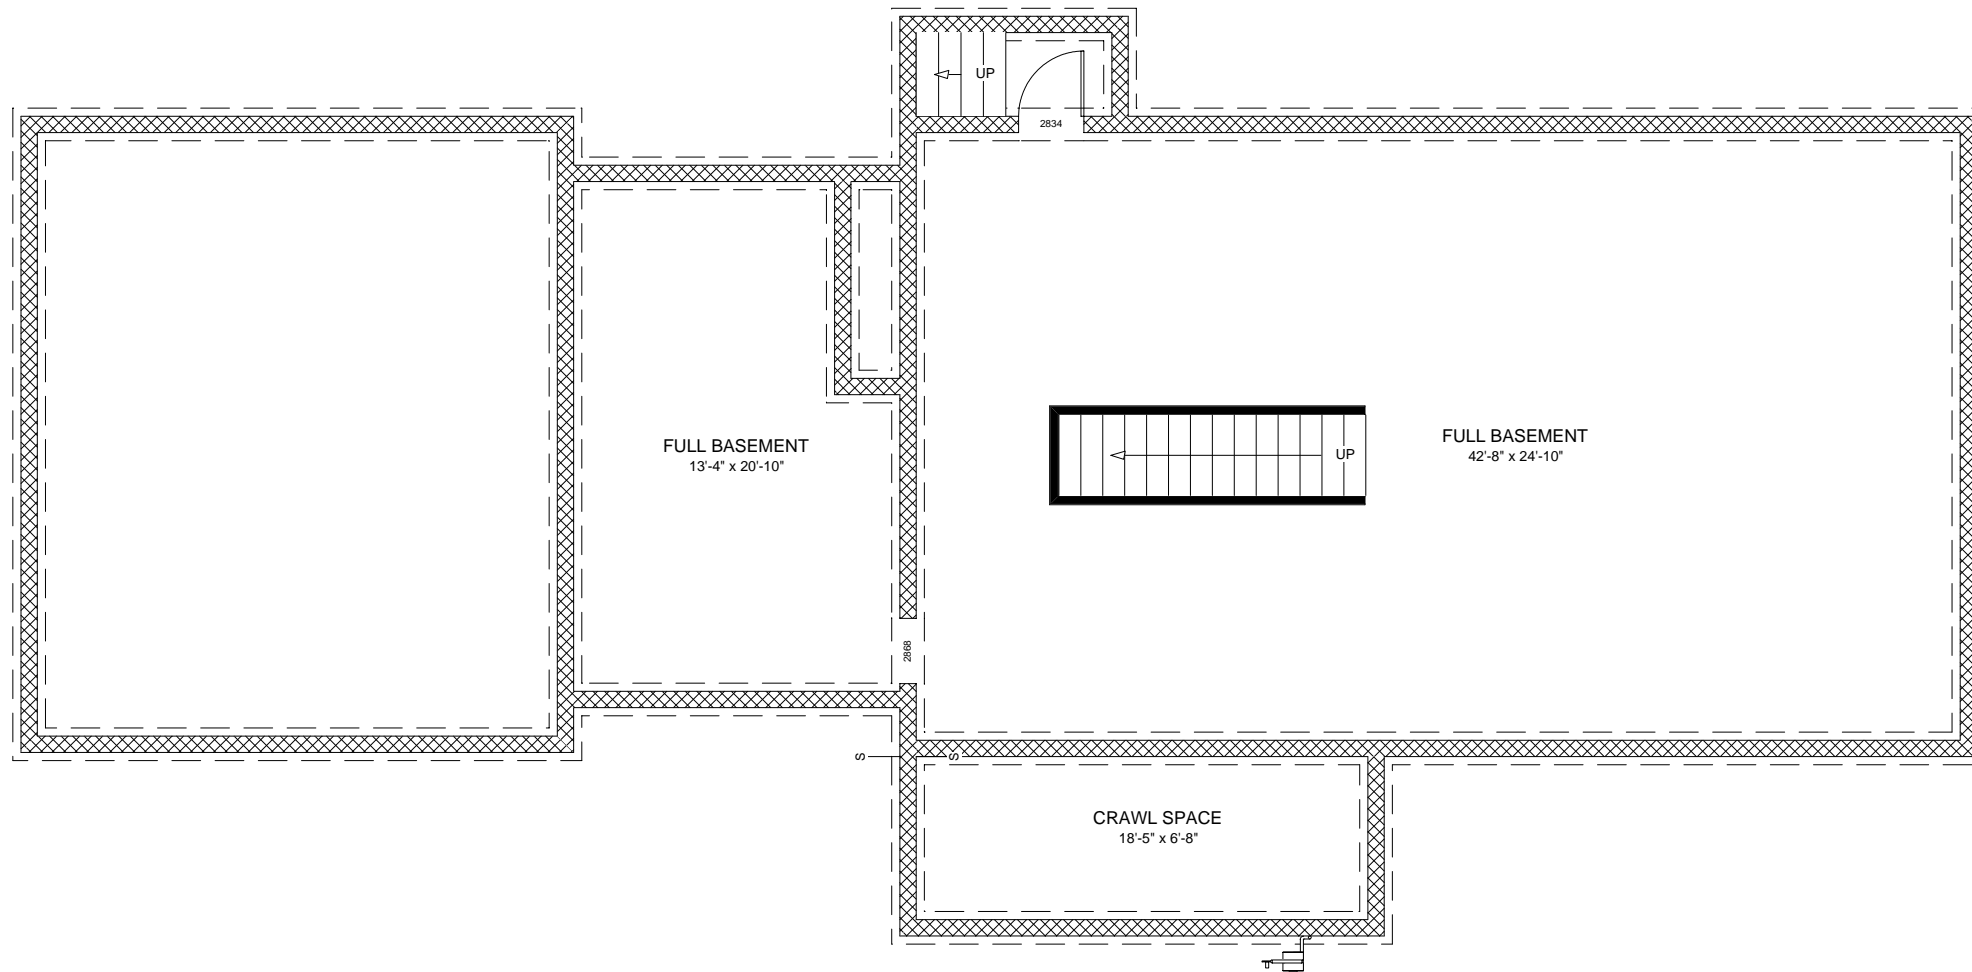 UP
2834
FULL BASEMENT
13'-4" x 20'-10"
FULL BASEMENT
42'-8" x 24'-10"
UP
2868
S
S
CRAWL SPACE
18'-5" x 6'-8"